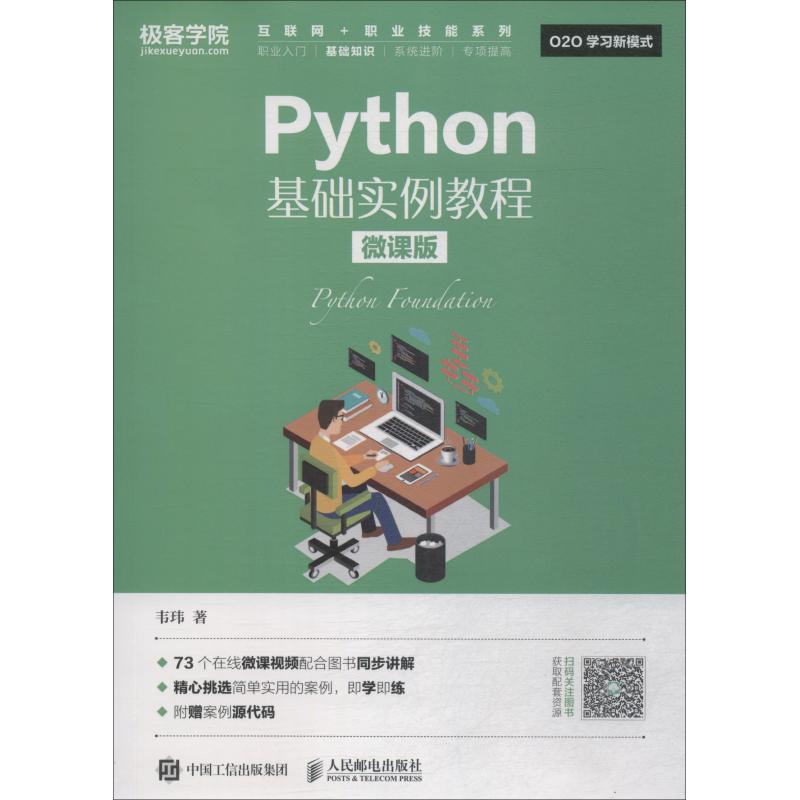 极客学院
jikexueyuan.com
互联网+职业技能系列
职业入门 | 基础知识 | 系统进阶 | 专项提高
O2O 学习新模式
Python
基础实例教程
微课版
Python Foundation
韦玮 著
◆ 73个在线微课视频配合图书同步讲解
◆ 精心挑选简单实用的案例，即学即练
◆ 附赠案例源代码
扫码关注图书
获取配套资源
中国工信出版集团
人民邮电出版社
POSTS & TELECOM PRESS